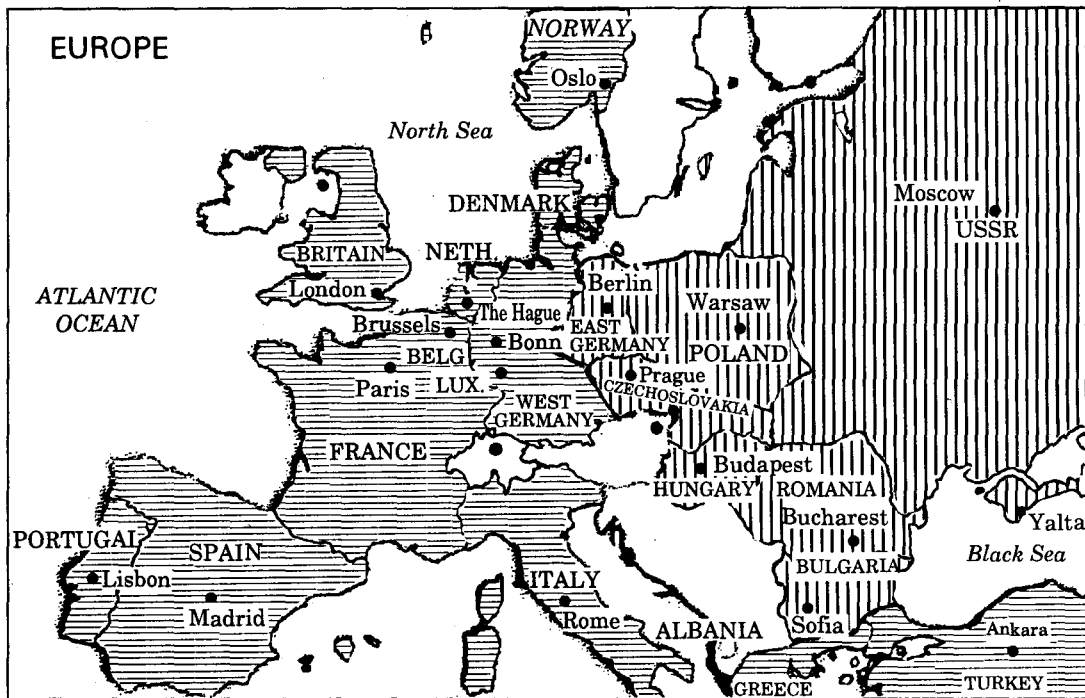 EUROPE
NORWAY
Oslo
North Sea
DENMARK
Moscow
USSR
BRITAIN
NETH.
London
The Hague
Berlin
Warsaw
ATLANTIC
OCEAN
Brussels
BELG
Bonn
EAST
GERMANY
POLAND
Paris
LUX.
Prague
CZECHOSLOVAKIA
WEST
GERMANY
FRANCE
Budapest
HUNGARY
ROMANIA
Bucharest
Yalta
PORTUGAL
SPAIN
Black Sea
BULGARIA
Lisbon
Madrid
ITALY
Rome
ALBANIA
Sofia
Ankara
GREECE
TURKEY